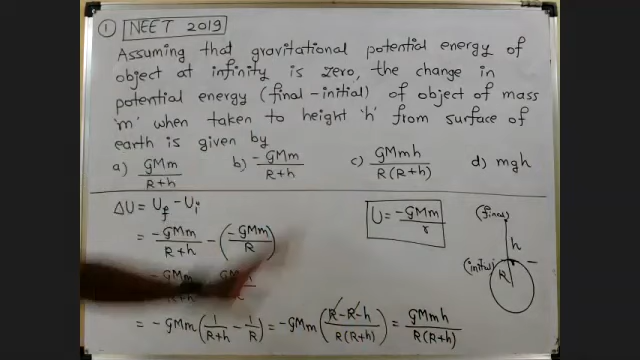 ① NEET 2019
Assuming that gravitational potential energy of
object at infinity is zero, the change in
potential energy (final-initial) of object of mass
'm' when taken to height 'h' from surface of
earth is given by
a) GMm/(R+h) b) -GMm/(R+h) c) GMmh/(R(R+h)) d) mgh
ΔU = U_f - U_i
= -GMm/(R+h) - (-GMm/R)
U = -GMm/r
(final)
h
(initial)
R
= -GMm(1/(R+h) - 1/R) = -GMm((R-R-h)/(R(R+h))) = GMmh/(R(R+h))